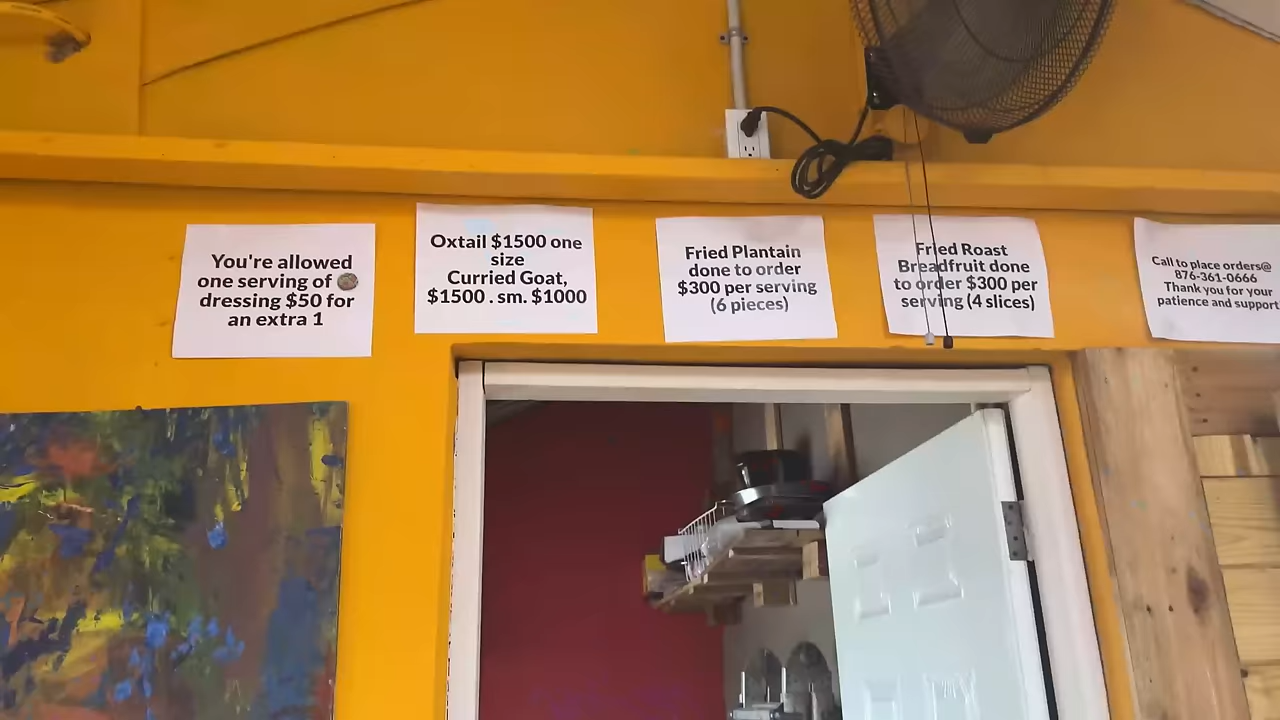 You're allowed
one serving of
dressing $50 for
an extra 1
Oxtail $1500 one
size
Curried Goat,
$1500 . sm. $1000
Fried Plantain
done to order
$300 per serving
(6 pieces)
Fried Roast
Breadfruit done
to order $300 per
serving (4 slices)
Call to place orders@
876-361-0666
Thank you for your
patience and support